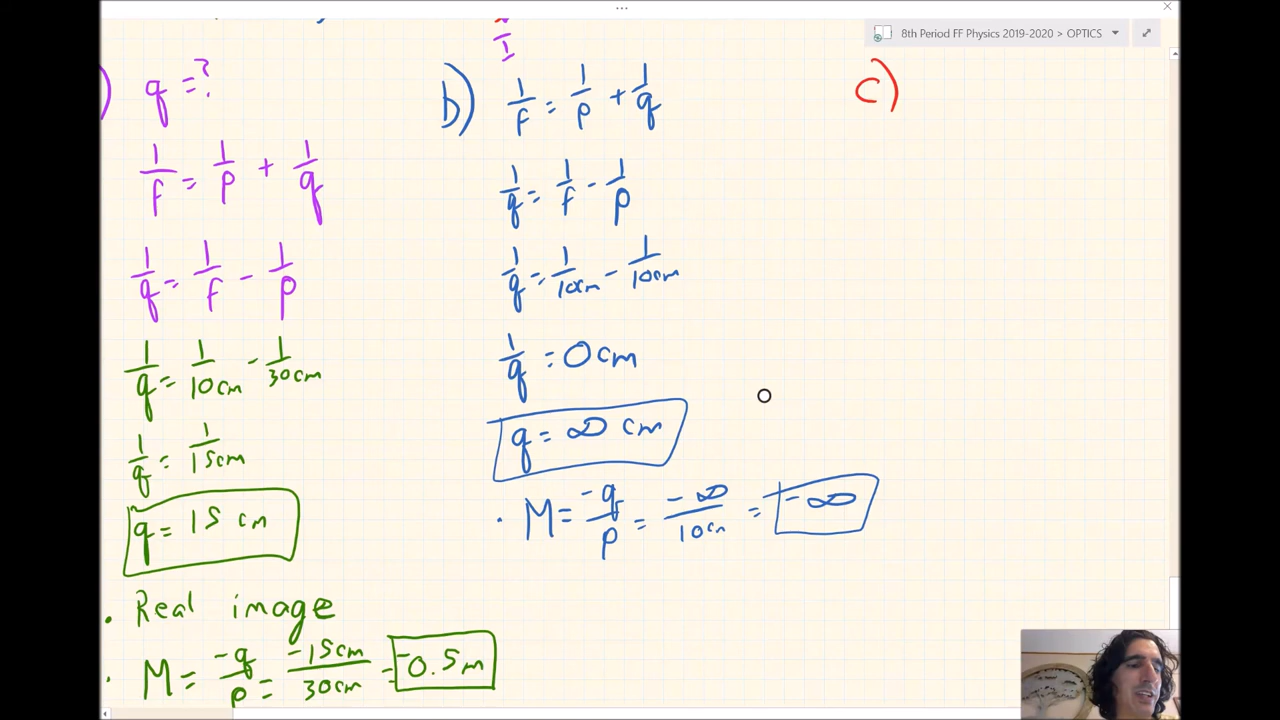 8th Period FF Physics 2019-2020 > OPTICS
) q = ?
1/f = 1/p + 1/q
1/q = 1/f - 1/p
1/q = 1/10cm - 1/30cm
1/q = 1/15cm
q = 15 cm
• Real image
• M = -q/p = -15cm/30cm = -0.5m
b) 1/f = 1/p + 1/q
1/q = 1/f - 1/p
1/q = 1/10cm - 1/10cm
1/q = 0cm
q = ∞ cm
• M = -q/p = -∞/10cm = -∞
c)